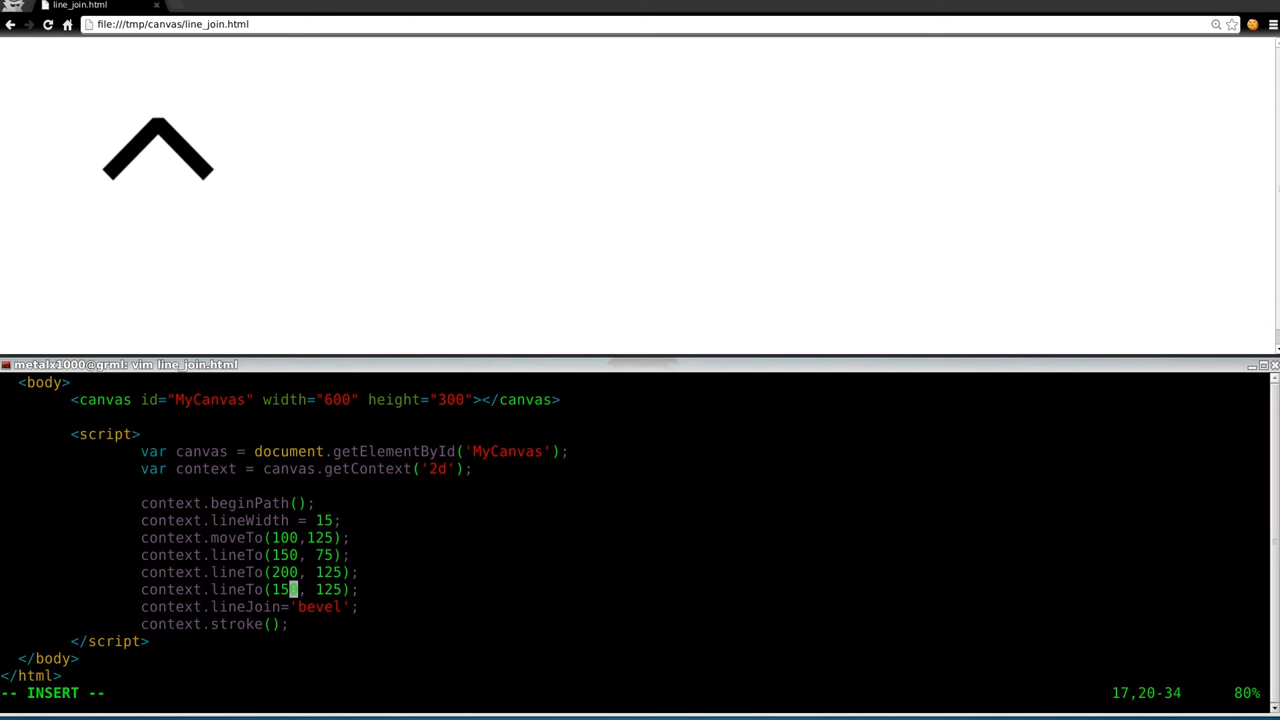 line_join.html
file:///tmp/canvas/line_join.html
metalx1000@grml: vim line_join.html
<body>
<canvas id="MyCanvas" width="600" height="300"></canvas>
<script>
var canvas = document.getElementById('MyCanvas');
var context = canvas.getContext('2d');
context.beginPath();
context.lineWidth = 15;
context.moveTo(100,125);
context.lineTo(150, 75);
context.lineTo(200, 125);
context.lineTo(150, 125);
context.lineJoin='bevel';
context.stroke();
</script>
</body>
</html>
-- INSERT -- 17,20-34 80%